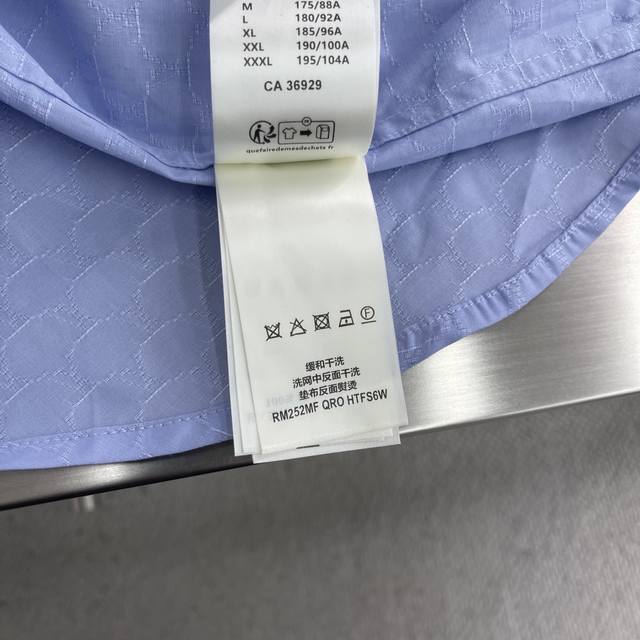 M 175/88A
L 180/92A
XL 185/96A
XXL 190/100A
XXXL 195/104A
CA 36929
FR
quefairedemesdechets.fr
F
缓和干洗
洗网中反面干洗
垫布反面熨烫
RM252MF QRO HTFS6W